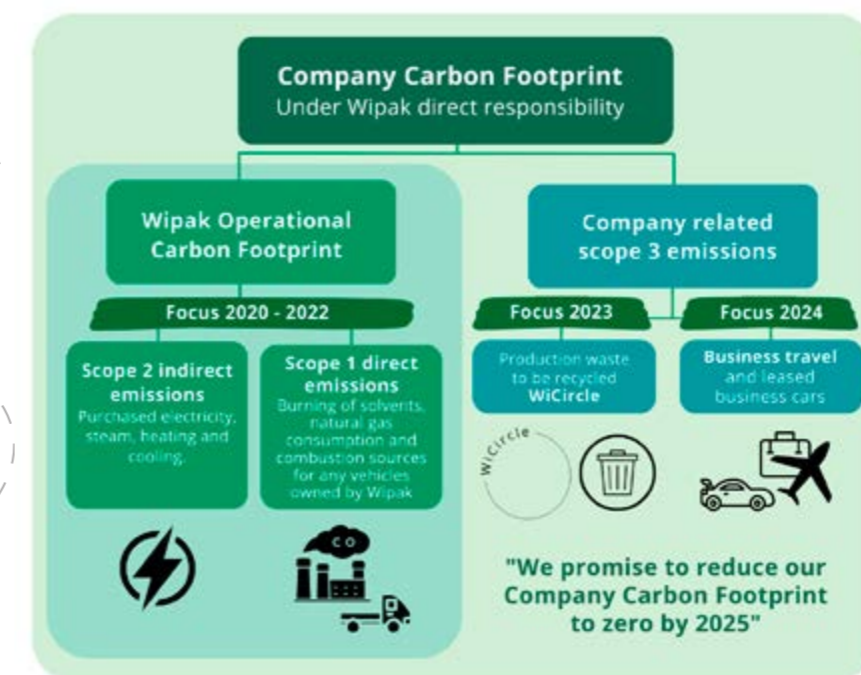 Company Carbon Footprint
Under Wipak direct responsibility
Wipak Operational
Carbon Footprint
Focus 2020 - 2022
Scope 2 indirect
emissions
Purchased electricity,
steam, heating and
cooling.
Scope 1 direct
emissions
Burning of solvents,
natural gas
consumption and
combustion sources
for any vehicles
owned by Wipak
CO
Company related
scope 3 emissions
Focus 2023
Production waste
to be recycled
WiCircle
WiCircle
Focus 2024
Business travel
and leased
business cars
"We promise to reduce our
Company Carbon Footprint
to zero by 2025"